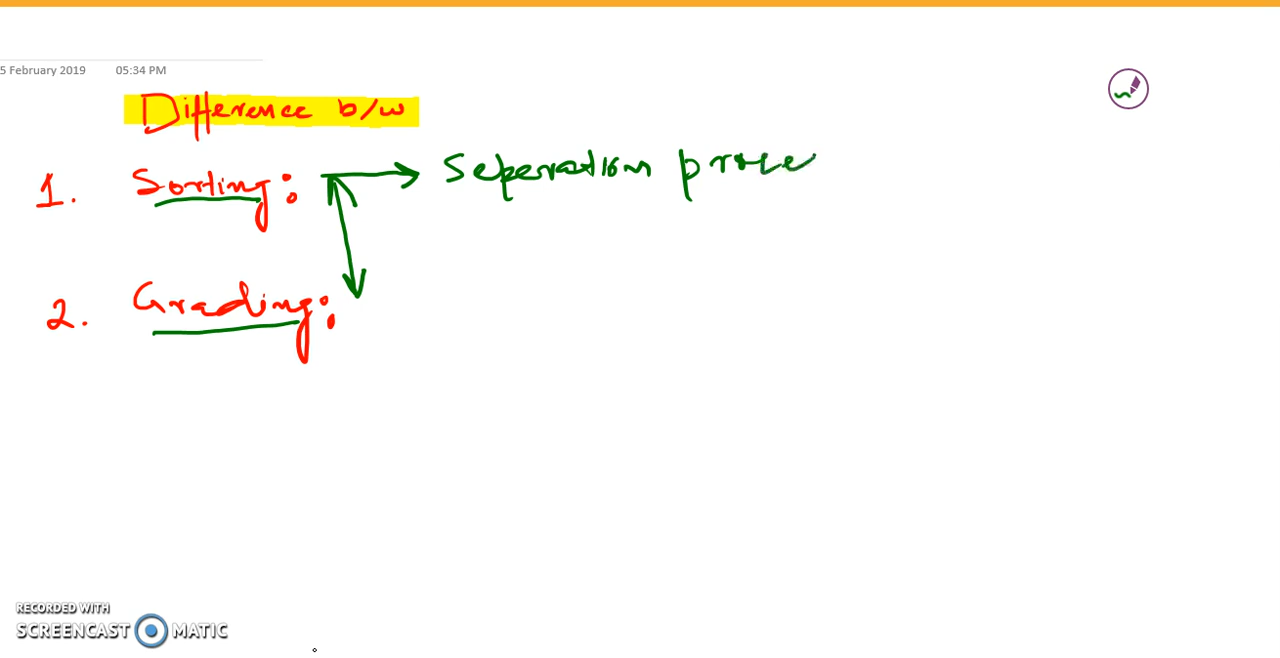 5 February 2019 05:34 PM
Difference b/w
1. Sorting: Seperation proce
2. Grading:
RECORDED WITH
SCREENCAST MATIC